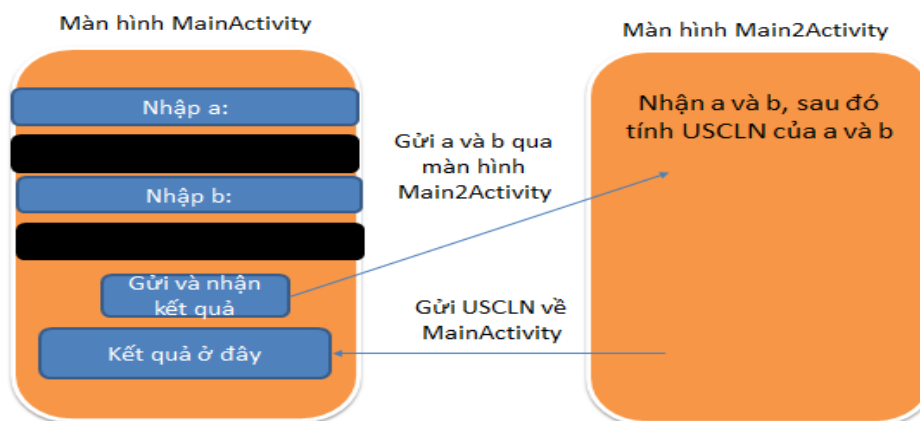 Màn hình MainActivity
Nhập a:
Nhập b:
Gửi và nhận
kết quả
Kết quả ở đây
Gửi a và b qua
màn hình
Main2Activity
Gửi USCLN về
MainActivity
Màn hình Main2Activity
Nhận a và b, sau đó
tính USCLN của a và b